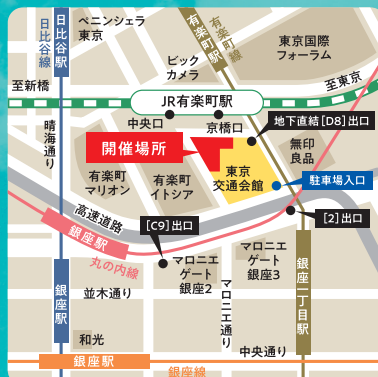 日比谷線
日比谷駅
ペニンシュラ
東京
有楽町駅
有楽町線
ビック
カメラ
東京国際
フォーラム
至新橋
至東京
JR有楽町駅
中央口
京橋口
地下直結［D8］出口
晴海通り
開催場所
無印
良品
有楽町
マリオン
有楽町
イトシア
東京
交通会館
駐車場入口
高速道路
［C9］出口
［2］出口
銀座駅
丸の内線
マロニエ
ゲート
銀座2
マロニエ
ゲート
銀座3
銀座一丁目駅
銀座駅
並木通り
マロニエ通り
和光
中央通り
銀座駅
銀座線